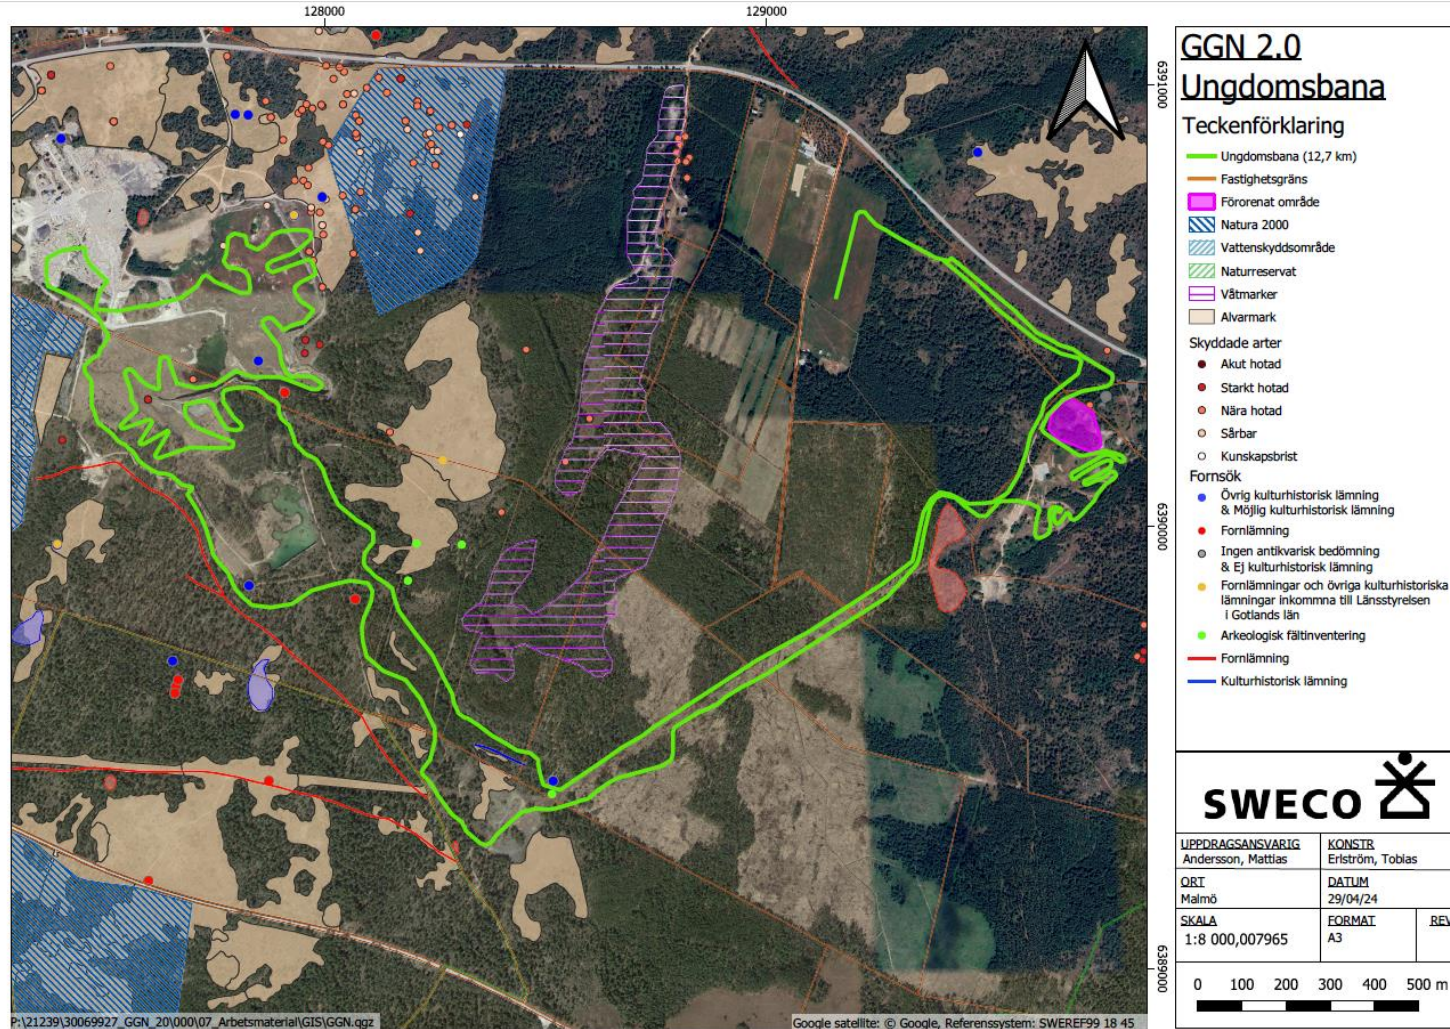 128000
129000
6391000
6390000
6389000
GGN 2.0
Ungdomsbana
Teckenförklaring
Ungdomsbana (12,7 km)
Fastighetsgräns
Förorenat område
Natura 2000
Vattenskyddsområde
Naturreservat
Våtmarker
Alvarmark
Skyddade arter
Akut hotad
Starkt hotad
Nära hotad
Sårbar
Kunskapsbrist
Fornsök
Övrig kulturhistorisk lämning
& Möjlig kulturhistorisk lämning
Fornlämning
Ingen antikvarisk bedömning
& Ej kulturhistorisk lämning
Fornlämningar och övriga kulturhistoriska
lämningar inkommna till Länsstyrelsen
i Gotlands län
Arkeologisk fältinventering
Fornlämning
Kulturhistorisk lämning
SWECO
UPPDRAGSANSVARIG
Andersson, Mattias
KONSTR
Erlström, Tobias
ORT
Malmö
DATUM
29/04/24
SKALA
1:8 000,007965
FORMAT
A3
REV
0 100 200 300 400 500 m
P:\21239\30069927_GGN_20\000\07_Arbetsmaterial\GIS\GGN.qgz
Google satellite: © Google, Referenssystem: SWEREF99 18 45